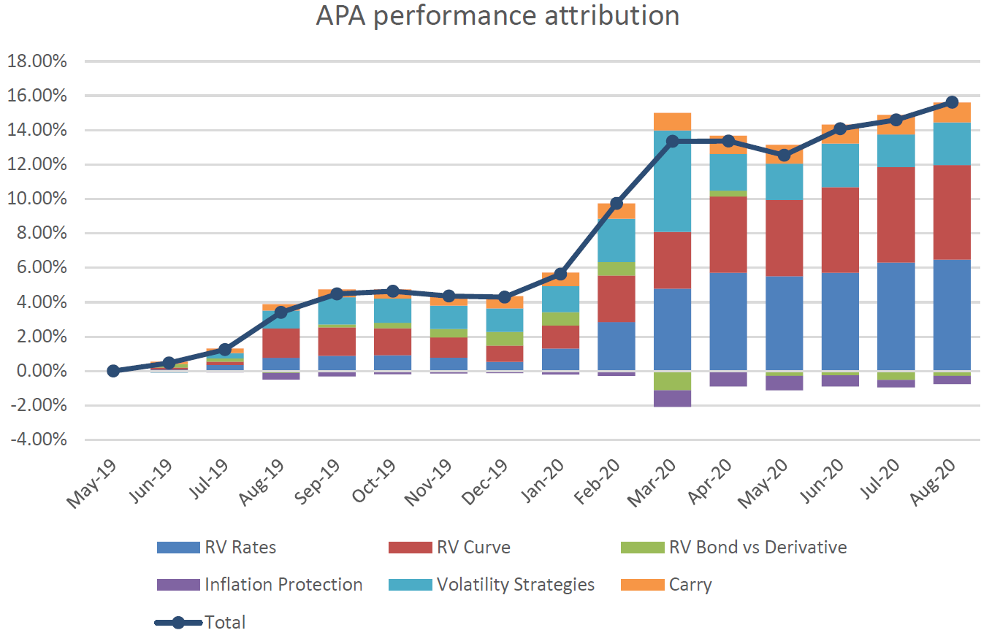 APA performance attribution
18.00%
16.00%
14.00%
12.00%
10.00%
8.00%
6.00%
4.00%
2.00%
0.00%
-2.00%
-4.00%
May-19 Jun-19 Jul-19 Aug-19 Sep-19 Oct-19 Nov-19 Dec-19 Jan-20 Feb-20 Mar-20 Apr-20 May-20 Jun-20 Jul-20 Aug-20
RV Rates RV Curve RV Bond vs Derivative
Inflation Protection Volatility Strategies Carry
Total